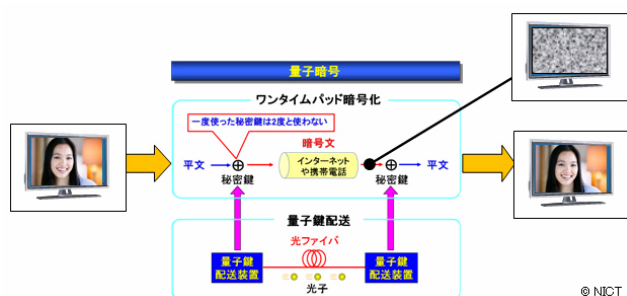 量子暗号
ワンタイムパッド暗号化
一度使った秘密鍵は2度と使わない
暗号文
平文
秘密鍵
インターネット
や携帯電話
秘密鍵
平文
量子鍵配送
光ファイバ
量子鍵
配送装置
量子鍵
配送装置
光子
© NICT